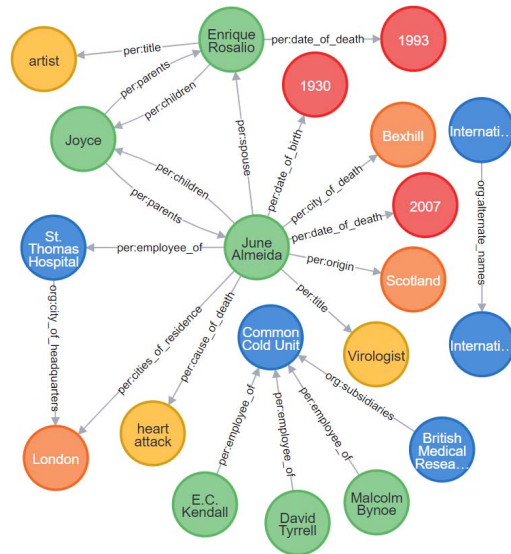 Enrique
Rosalio
per:date_of_death
1993
per:title
artist
per:parents
per:children
1930
Joyce
per:spouse
per:date_of_birth
Bexhill
Internati...
per:children
per:city_of_death
per:parents
2007
per:date_of_death
org:alternate_names
St.
Thomas
Hospital
per:employee_of
June
Almeida
per:origin
Scotland
org:city_of_headquarters
per:cities_of_residence
per:cause_of_death
per:title
Common
Cold Unit
Virologist
Internati...
org:subsidiaries
London
heart
attack
per:employee_of
per:employee_of
per:employee_of
British
Medical
Resea...
E.C.
Kendall
David
Tyrrell
Malcolm
Bynoe